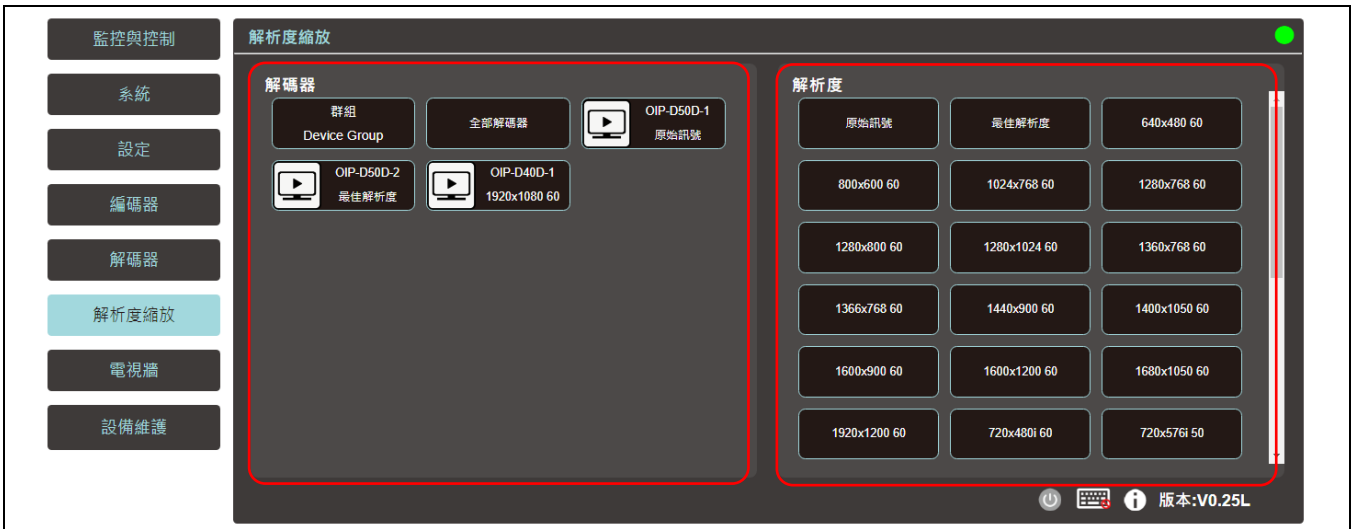 監控與控制
系統
設定
編碼器
解碼器
解析度縮放
電視牆
設備維護
解析度縮放
解碼器
群組
Device Group
全部解碼器
OIP-D50D-1
原始訊號
OIP-D50D-2
最佳解析度
OIP-D40D-1
1920x1080 60
解析度
原始訊號
最佳解析度
640x480 60
800x600 60
1024x768 60
1280x768 60
1280x800 60
1280x1024 60
1360x768 60
1366x768 60
1440x900 60
1400x1050 60
1600x900 60
1600x1200 60
1680x1050 60
1920x1200 60
720x480i 60
720x576i 50
版本:V0.25L